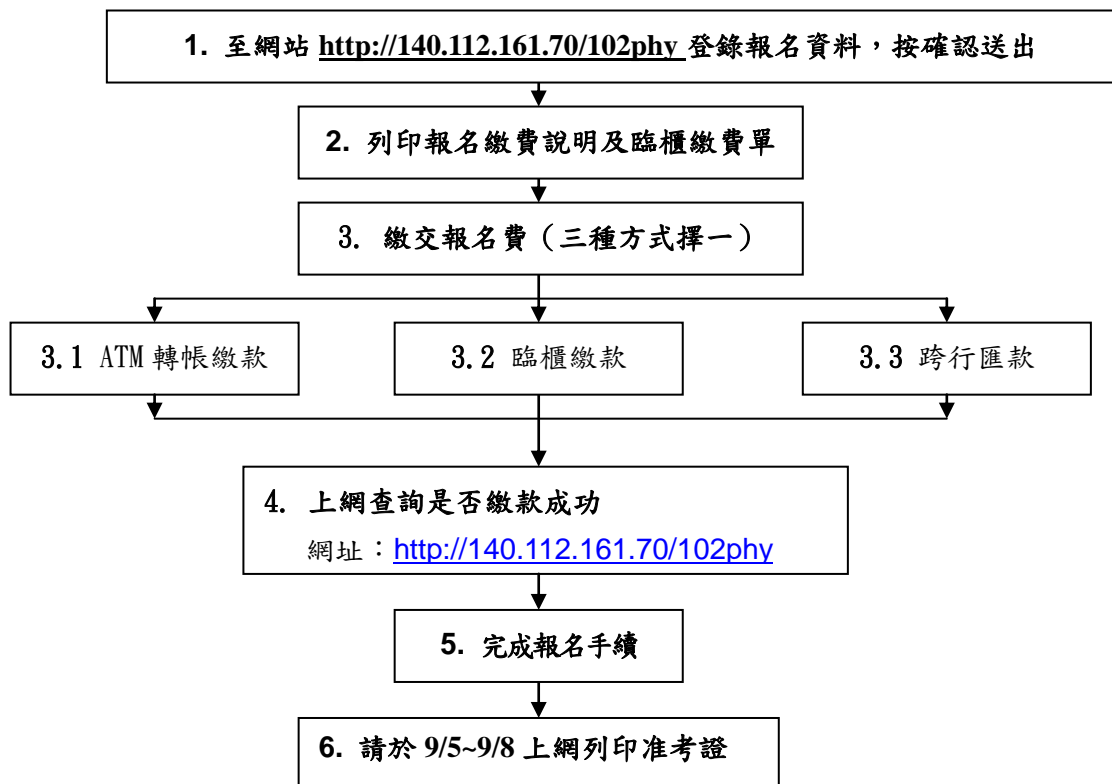 1. 至網站 http://140.112.161.70/102phy 登錄報名資料，按確認送出
2. 列印報名繳費說明及臨櫃繳費單
3. 繳交報名費（三種方式擇一）
3.1 ATM 轉帳繳款
3.2 臨櫃繳款
3.3 跨行匯款
4. 上網查詢是否繳款成功
網址：http://140.112.161.70/102phy
5. 完成報名手續
6. 請於 9/5~9/8 上網列印准考證